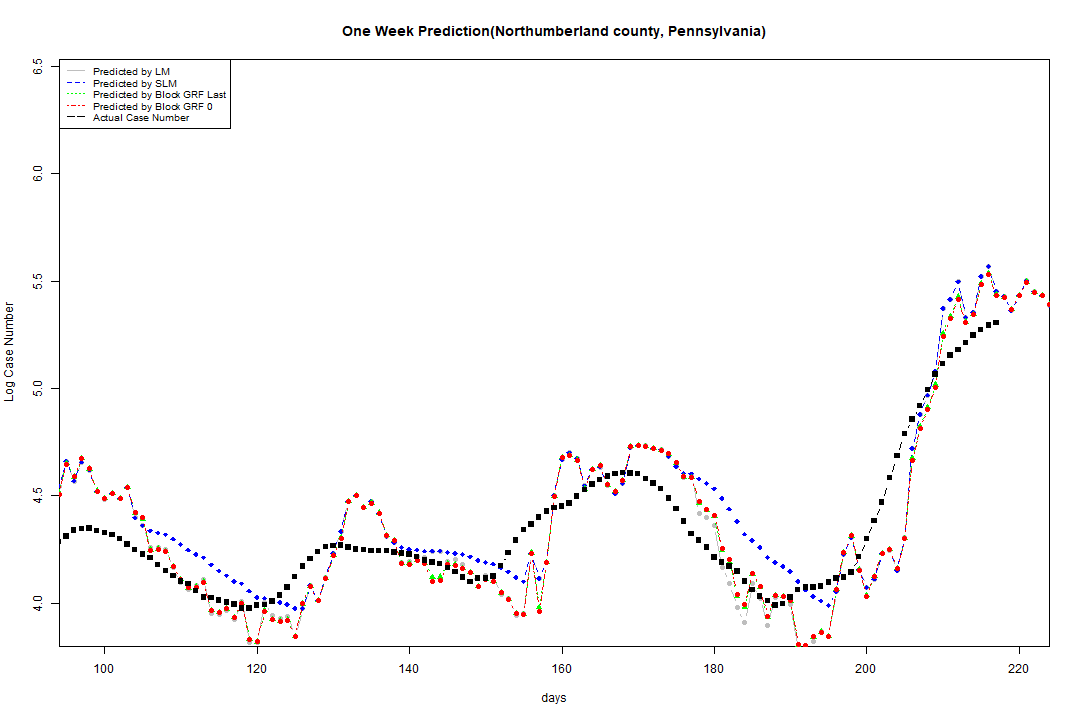 One Week Prediction(Northumberland county, Pennsylvania)
Predicted by LM
Predicted by SLM
Predicted by Block GRF Last
Predicted by Block GRF 0
Actual Case Number
6.5
6.0
5.5
5.0
4.5
4.0
Log Case Number
100 120 140 160 180 200 220
days